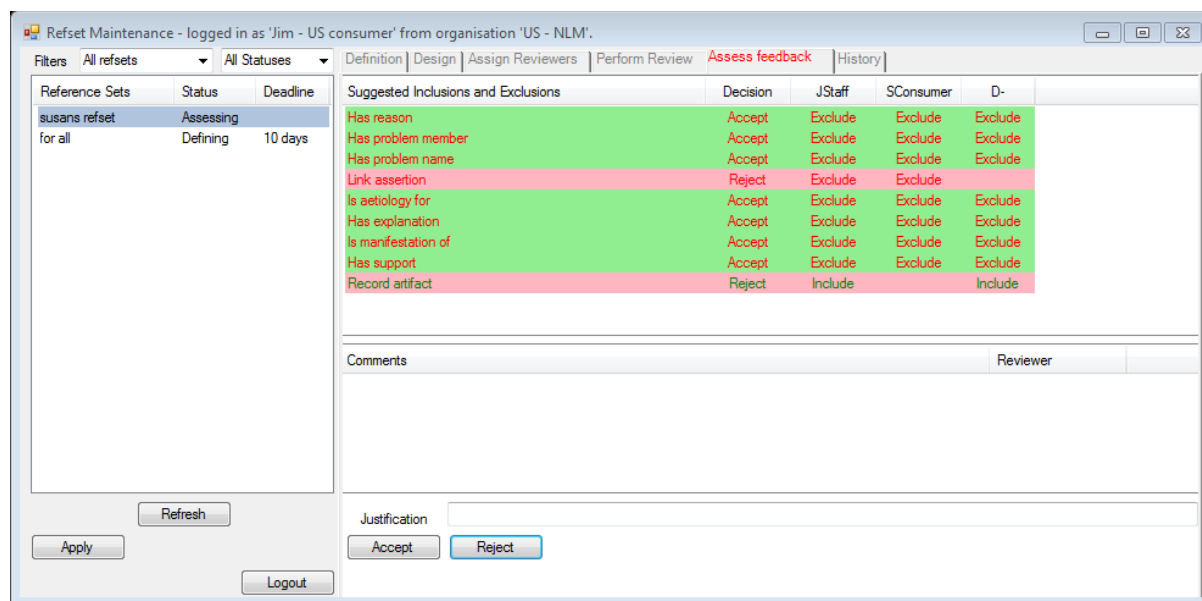 Refset Maintenance - logged in as 'Jim - US consumer' from organisation 'US - NLM'.
Filters All refsets All Statuses Definition Design Assign Reviewers Perform Review Assess feedback History
Reference Sets Status Deadline
susans refset Assessing
for all Defining 10 days
Suggested Inclusions and Exclusions Decision JStaff SConsumer D-
Has reason Accept Exclude Exclude Exclude
Has problem member Accept Exclude Exclude Exclude
Has problem name Accept Exclude Exclude Exclude
Link assertion Reject Exclude Exclude
Is aetiology for Accept Exclude Exclude Exclude
Has explanation Accept Exclude Exclude Exclude
Is manifestation of Accept Exclude Exclude Exclude
Has support Accept Exclude Exclude Exclude
Record artifact Reject Include Include
Comments Reviewer
Refresh
Apply
Logout
Justification
Accept Reject